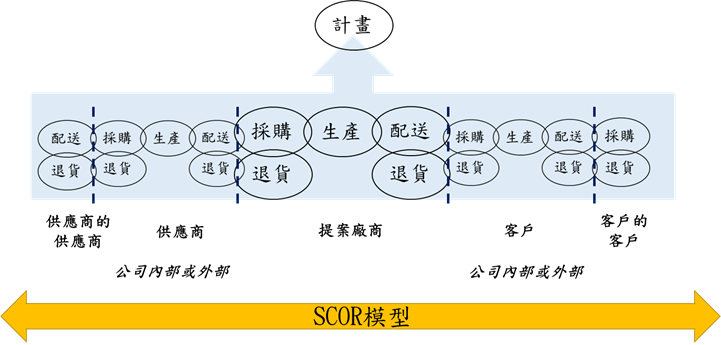 計畫
配送 採購 生產 配送 採購 生產 配送 採購 生產 配送 採購
退貨 退貨 退貨 退貨 退貨 退貨 退貨 退貨
供應商的
供應商
供應商
提案廠商
客戶
客戶的
客戶
公司內部或外部
公司內部或外部
SCOR模型